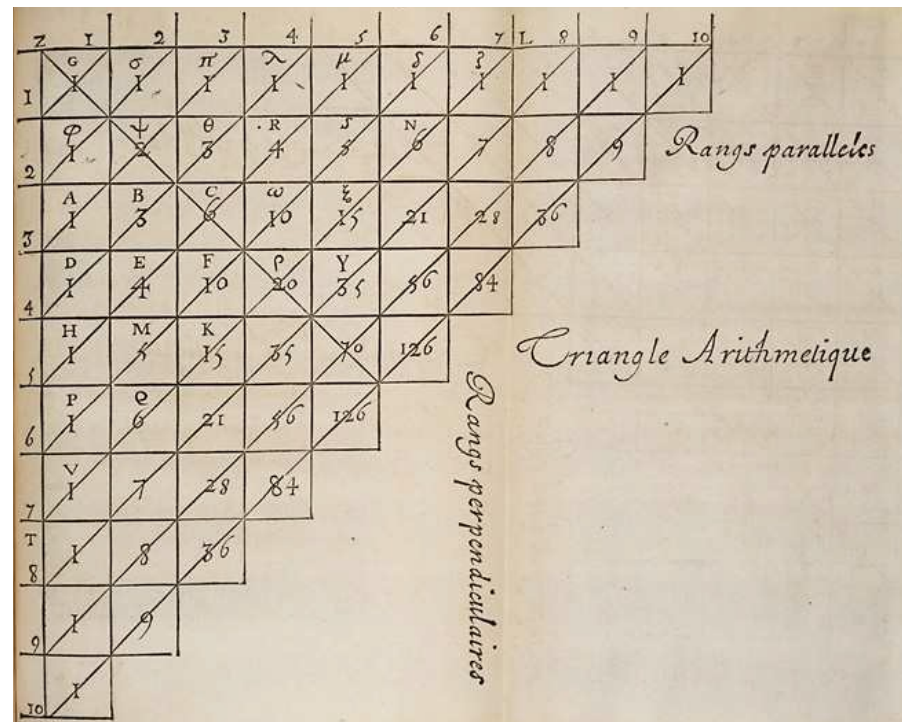 Z 1 2 3 4 5 6 7 L 8 9 10
G σ π λ μ δ ζ
1 1 1 1 1 1 1 1 1 1 1
φ ψ θ R S N
2 1 2 3 4 5 6 7 8 9
Rangs paralleles
A B C ω ξ
3 1 3 6 10 15 21 28 36
D E F ρ Y
4 1 4 10 20 35 56 84
H M K
5 1 5 15 35 70 126
Triangle Arithmetique
P Q
6 1 6 21 56 126
Rangs perpendiculaires
V
7 1 7 28 84
T
8 1 8 36
9 1 9
10 1